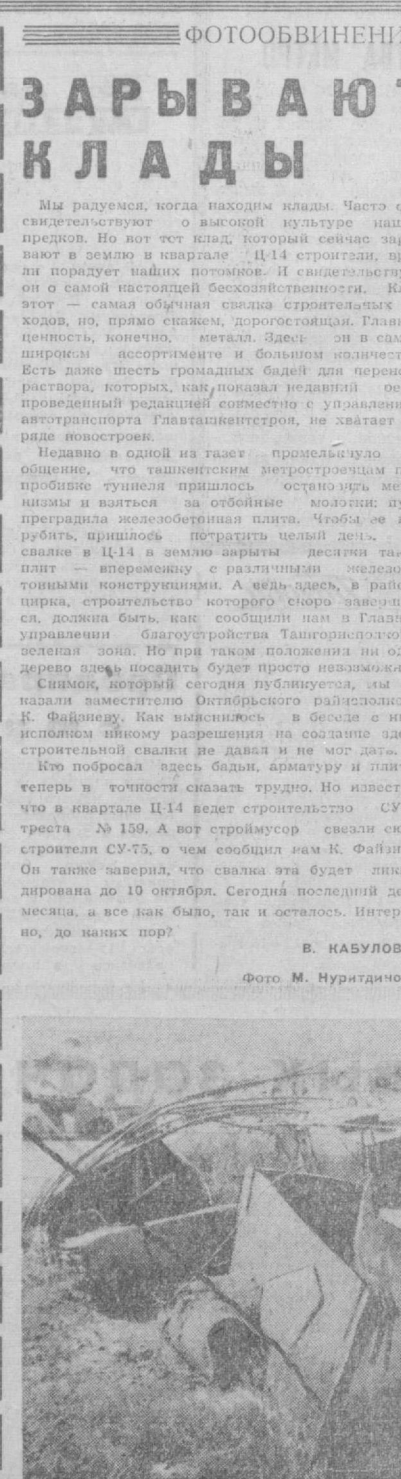 ФОТООБВИНЕНИ
ЗАРЫВАЮТ
КЛАДЫ
Мы радуемся, когда находим клады. Часто о
свидетельствуют о высокой культуре наш
предков. Но вот тот клад, который сейчас зар
вают в землю в квартале Ц-14 строители, вр
ли порадует наших потомков. И свидетельству
он о самой настоящей бесхозяйственности. Кл
этот — самая обычная свалка строительных
ходов, но, прямо скажем, дорогостоящая. Главн
ценность, конечно, металл. Здесь он в сам
широком ассортименте и большом количест
Есть даже шесть громадных бадей для перено
раствора, которых, как показал недавний ре
проведенный редакцией совместно с управлени
автотранспорта Главташкентстроя, не хватает
ряде новостроек.
Недавно в одной из газет промелькнуло
общение, что ташкентским метростроевцам п
пробивке туннеля пришлось остановить ме
низмы и взяться за отбойные молотки: пу
преградила железобетонная плита. Чтобы ее
рубить, пришлось потратить целый день.
свалке в Ц-14 в землю зарыты десятки так
плит — вперемежку с различными железо
тонными конструкциями. А ведь здесь, в райо
цирка, строительство которого скоро заверш
ся, должна быть, как сообщили нам в Главн
управлении благоустройства Ташгорисполко
зеленая зона. Но при таком положении ни од
дерево здесь посадить будет просто невозможн
Снимок, который сегодня публикуется, мы
казали заместителю Октябрьского райисполко
К. Файзиеву. Как выяснилось в беседе с ни
исполком никому разрешения на создание зде
строительной свалки не давал и не мог дать.
Кто побросал здесь бадьи, арматуру и пли
теперь в точности сказать трудно. Но извест
что в квартале Ц-14 ведет строительство СУ
треста № 159. А вот строймусор свезли сю
строители СУ-75, о чем сообщил нам К. Файзи
Он также заверил, что свалка эта будет лик
дирована до 10 октября. Сегодня последний де
месяца, а все как было, так и осталось. Интер
но, до каких пор?
В. КАБУЛОВ
Фото М. Нуритдино